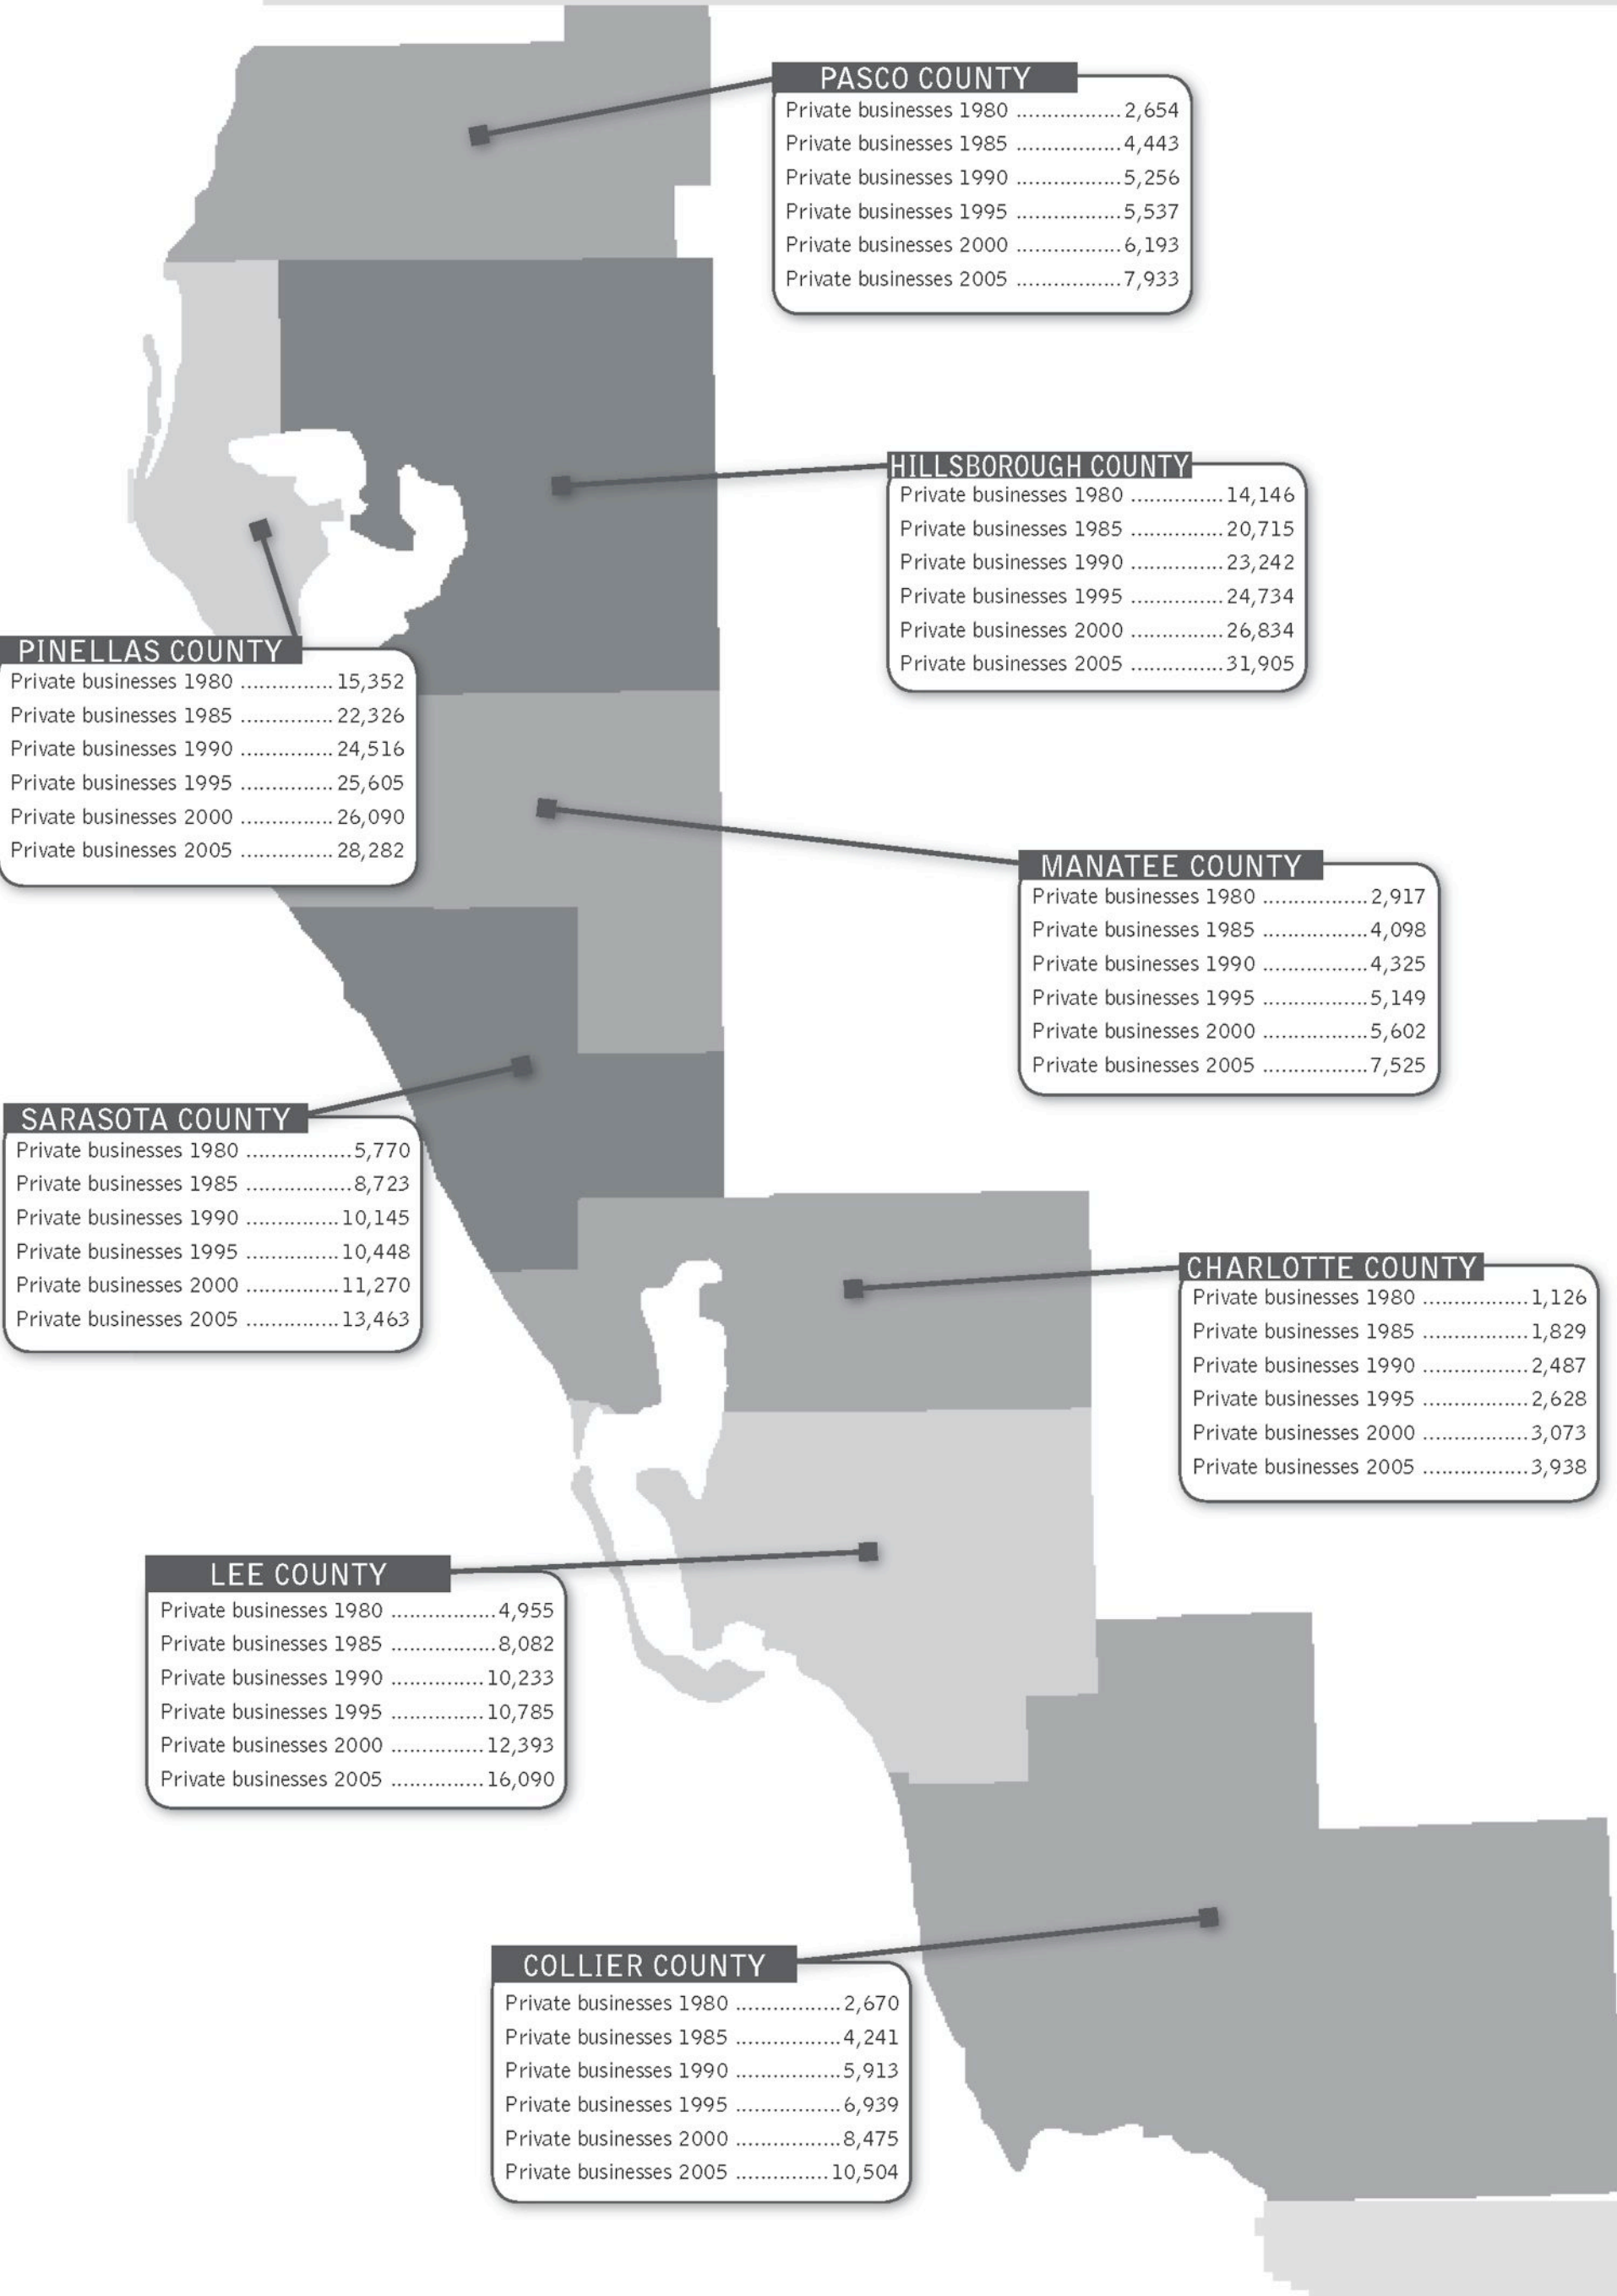 PASCO COUNTY
Private businesses 1980 .................2,654
Private businesses 1985 .................4,443
Private businesses 1990 .................5,256
Private businesses 1995 .................5,537
Private businesses 2000 .................6,193
Private businesses 2005 .................7,933
HILLSBOROUGH COUNTY
Private businesses 1980 ...............14,146
Private businesses 1985 ...............20,715
Private businesses 1990 ...............23,242
Private businesses 1995 ...............24,734
Private businesses 2000 ...............26,834
Private businesses 2005 ...............31,905
PINELLAS COUNTY
Private businesses 1980 ...............15,352
Private businesses 1985 ...............22,326
Private businesses 1990 ...............24,516
Private businesses 1995 ...............25,605
Private businesses 2000 ...............26,090
Private businesses 2005 ...............28,282
MANATEE COUNTY
Private businesses 1980 .................2,917
Private businesses 1985 .................4,098
Private businesses 1990 .................4,325
Private businesses 1995 .................5,149
Private businesses 2000 .................5,602
Private businesses 2005 .................7,525
SARASOTA COUNTY
Private businesses 1980 .................5,770
Private businesses 1985 .................8,723
Private businesses 1990 ...............10,145
Private businesses 1995 ...............10,448
Private businesses 2000 ...............11,270
Private businesses 2005 ...............13,463
CHARLOTTE COUNTY
Private businesses 1980 .................1,126
Private businesses 1985 .................1,829
Private businesses 1990 .................2,487
Private businesses 1995 .................2,628
Private businesses 2000 .................3,073
Private businesses 2005 .................3,938
LEE COUNTY
Private businesses 1980 .................4,955
Private businesses 1985 .................8,082
Private businesses 1990 ...............10,233
Private businesses 1995 ...............10,785
Private businesses 2000 ...............12,393
Private businesses 2005 ...............16,090
COLLIER COUNTY
Private businesses 1980 .................2,670
Private businesses 1985 .................4,241
Private businesses 1990 .................5,913
Private businesses 1995 .................6,939
Private businesses 2000 .................8,475
Private businesses 2005 ...............10,504